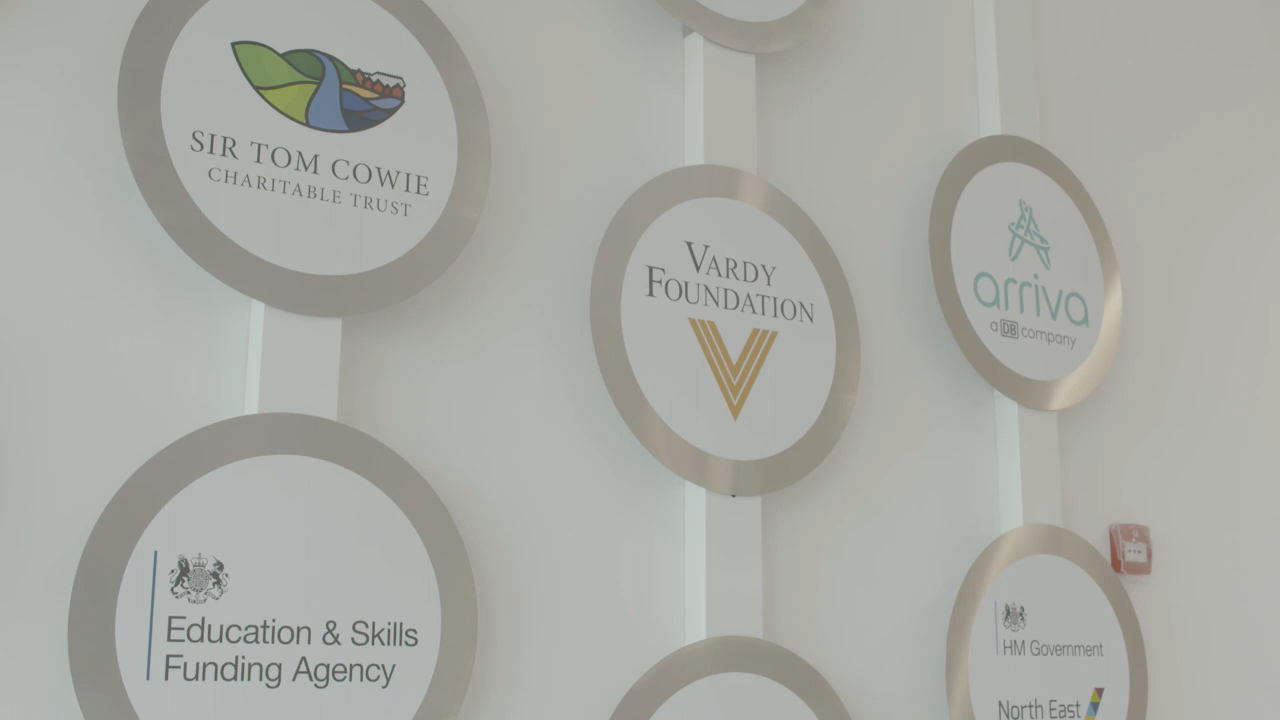 SIR TOM COWIE
CHARITABLE TRUST
VARDY
FOUNDATION
arriva
a DB company
Education & Skills
Funding Agency
HM Government
North East